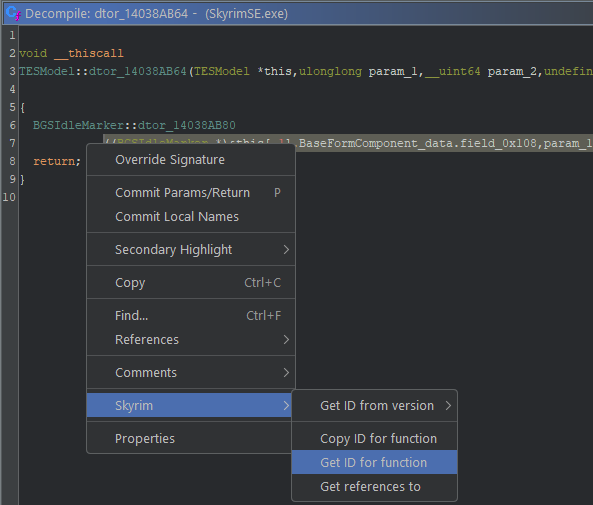 Decompile: dtor_14038AB64 - (SkyrimSE.exe)
1
2 void __thiscall
3 TESModel::dtor_14038AB64(TESModel *this,ulonglong param_1,__uint64 param_2,undefin
4
5 {
6 BGSIdleMarker::dtor_14038AB80
7 ((BGSIdleMarker *)&this[-1].BaseFormComponent_data.field_0x108,param_1
8 return;
9 }
10
Override Signature
Commit Params/Return P
Commit Local Names
Secondary Highlight
Copy Ctrl+C
Find... Ctrl+F
References
Comments
Skyrim
Properties
Get ID from version
Copy ID for function
Get ID for function
Get references to